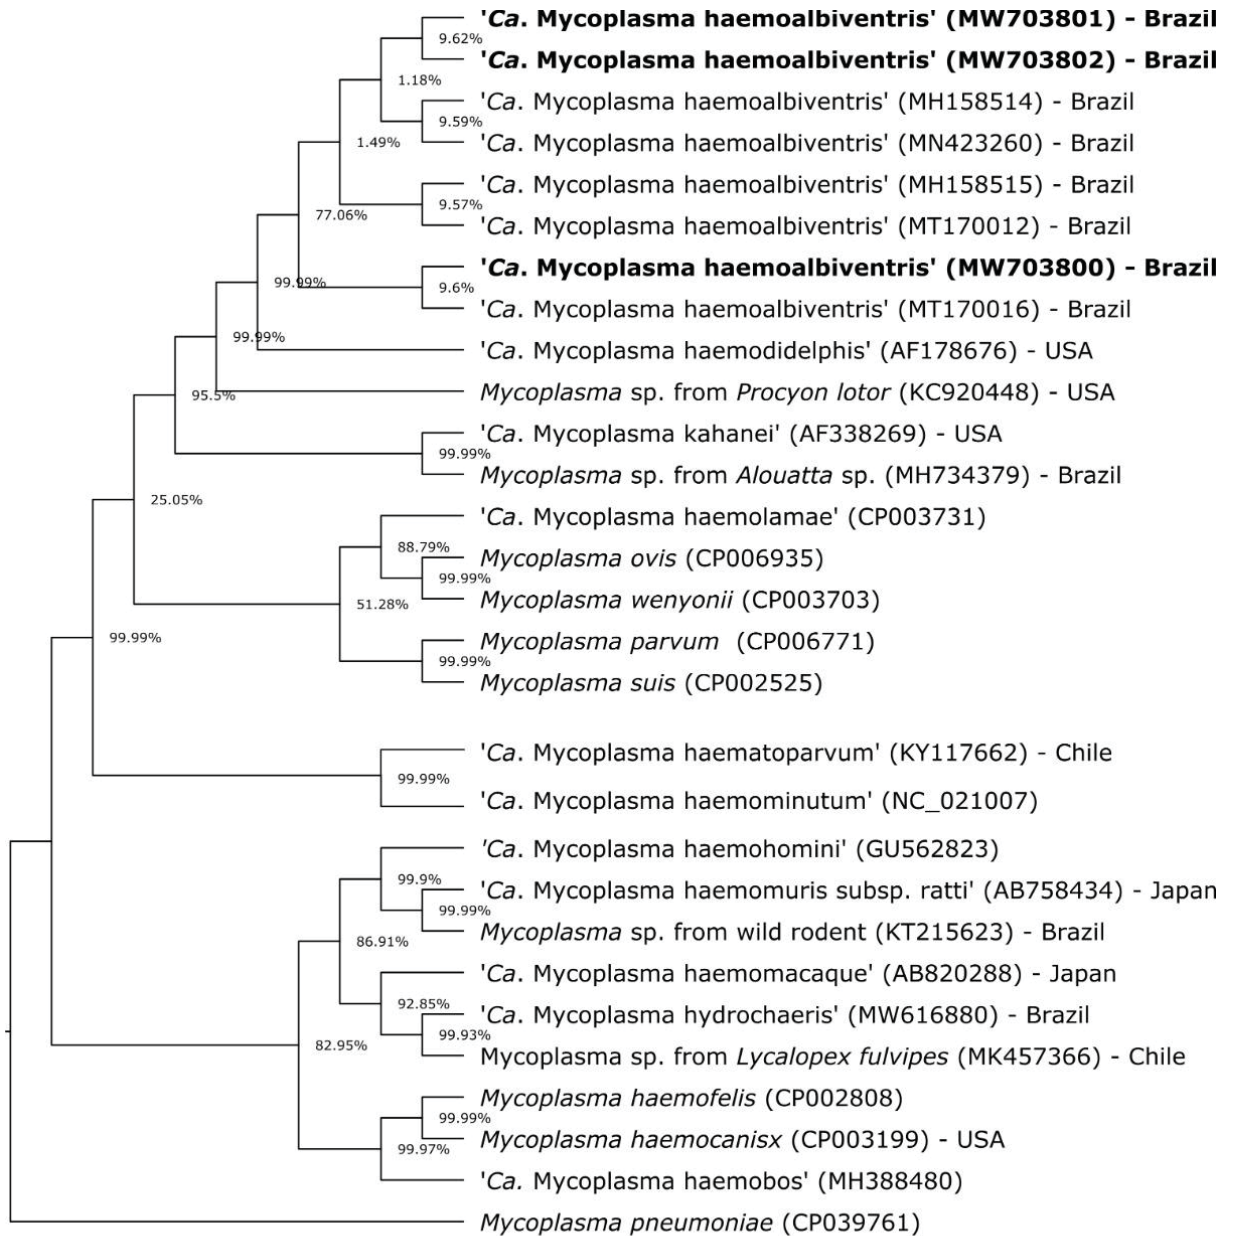 'Ca. Mycoplasma haemoalbiventris' (MW703801) - Brazil
9.62%
'Ca. Mycoplasma haemoalbiventris' (MW703802) - Brazil
1.18%
'Ca. Mycoplasma haemoalbiventris' (MH158514) - Brazil
9.59%
1.49%
'Ca. Mycoplasma haemoalbiventris' (MN423260) - Brazil
'Ca. Mycoplasma haemoalbiventris' (MH158515) - Brazil
9.57%
77.06%
'Ca. Mycoplasma haemoalbiventris' (MT170012) - Brazil
'Ca. Mycoplasma haemoalbiventris' (MW703800) - Brazil
99.99%
9.6%
'Ca. Mycoplasma haemoalbiventris' (MT170016) - Brazil
99.99%
'Ca. Mycoplasma haemodidelphis' (AF178676) - USA
95.5%
Mycoplasma sp. from Procyon lotor (KC920448) - USA
'Ca. Mycoplasma kahanei' (AF338269) - USA
99.99%
Mycoplasma sp. from Alouatta sp. (MH734379) - Brazil
25.05%
'Ca. Mycoplasma haemolamae' (CP003731)
88.79%
Mycoplasma ovis (CP006935)
99.99%
Mycoplasma wenyonii (CP003703)
51.28%
99.99%
Mycoplasma parvum (CP006771)
99.99%
Mycoplasma suis (CP002525)
'Ca. Mycoplasma haematoparvum' (KY117662) - Chile
99.99%
'Ca. Mycoplasma haemominutum' (NC_021007)
'Ca. Mycoplasma haemohomini' (GU562823)
99.9%
'Ca. Mycoplasma haemomuris subsp. ratti' (AB758434) - Japan
99.99%
Mycoplasma sp. from wild rodent (KT215623) - Brazil
86.91%
'Ca. Mycoplasma haemomacaque' (AB820288) - Japan
92.85%
'Ca. Mycoplasma hydrochaeris' (MW616880) - Brazil
99.93%
82.95%
Mycoplasma sp. from Lycalopex fulvipes (MK457366) - Chile
Mycoplasma haemofelis (CP002808)
99.99%
Mycoplasma haemocanisx (CP003199) - USA
99.97%
'Ca. Mycoplasma haemobos' (MH388480)
Mycoplasma pneumoniae (CP039761)